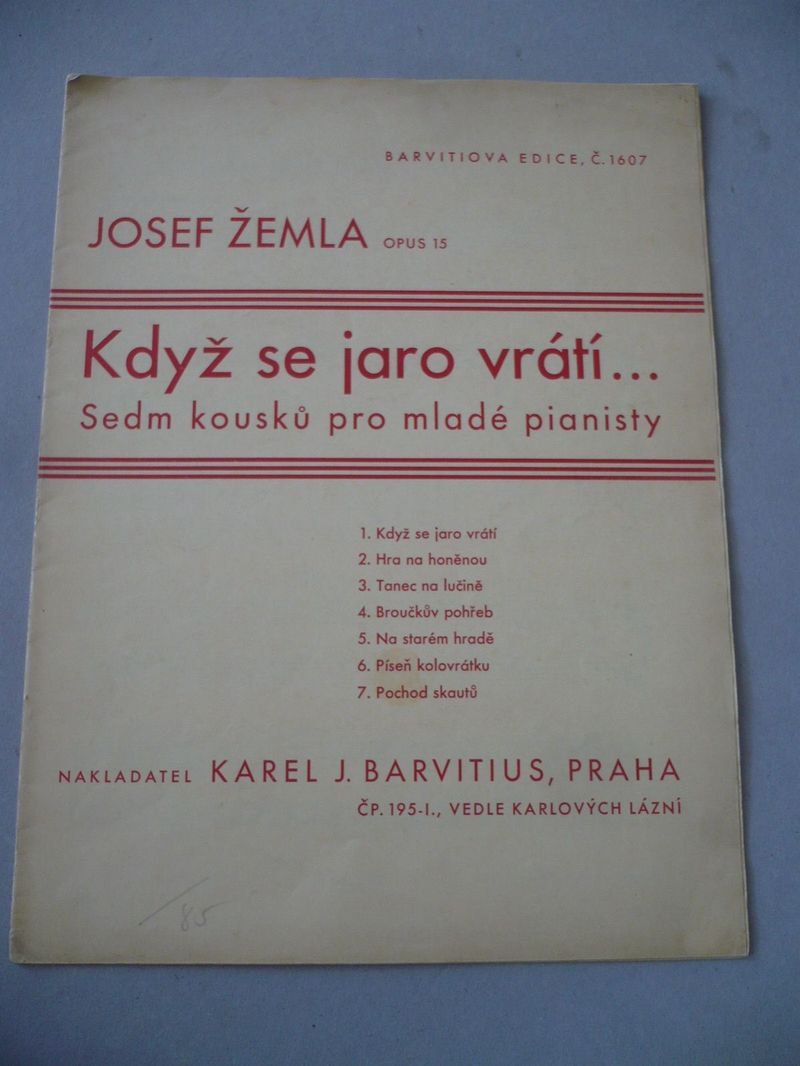 BARVITIOVA EDICE, Č. 1607
JOSEF ŽEMLA OPUS 15
Když se jaro vrátí...
Sedm kousků pro mladé pianisty
1. Když se jaro vrátí
2. Hra na honěnou
3. Tanec na lučině
4. Broučkův pohřeb
5. Na starém hradě
6. Píseň kolovrátku
7. Pochod skautů
NAKLADATEL KAREL J. BARVITIUS, PRAHA
ČP. 195-I., VEDLE KARLOVÝCH LÁZNÍ
/85